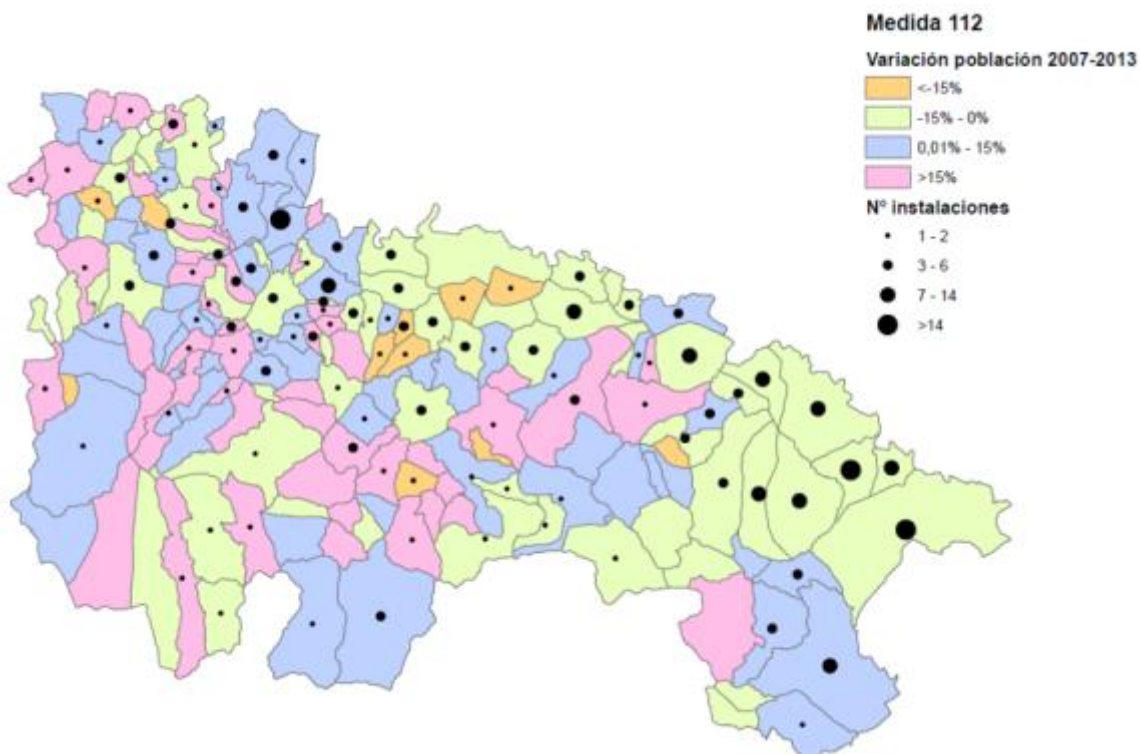 Medida 112
Variación población 2007-2013
<-15%
-15% - 0%
0,01% - 15%
>15%
Nº instalaciones
1 - 2
3 - 6
7 - 14
>14